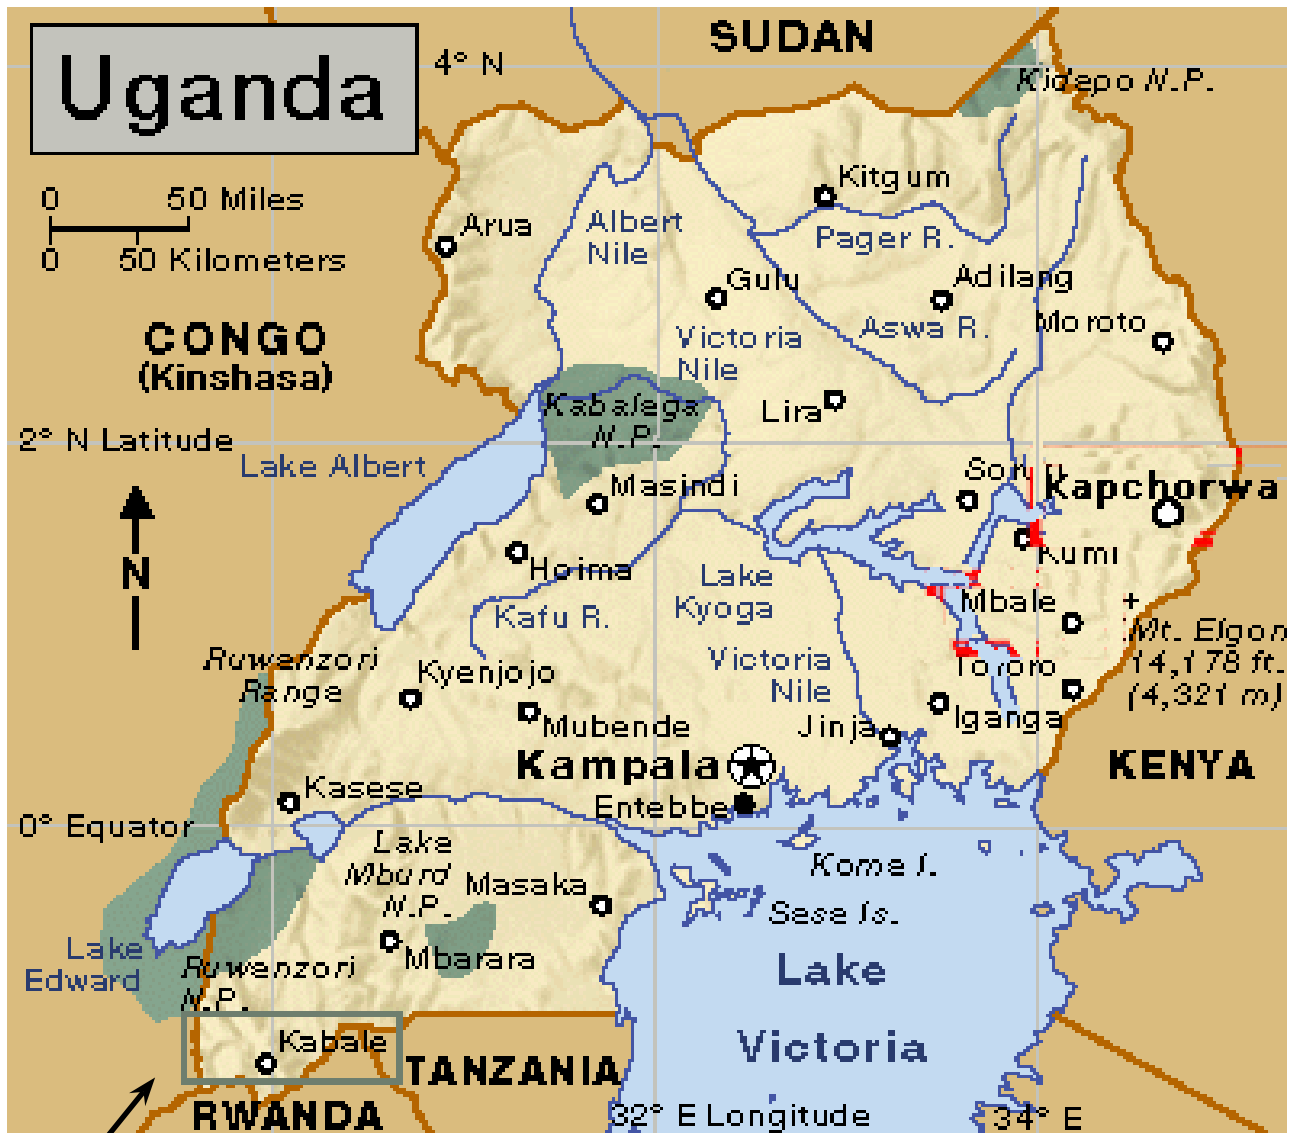 Uganda
SUDAN
4° N
Kidepo N.P.
0 50 Miles
0 50 Kilometers
Kitgum
Arua
Albert
Nile
Pager R.
Gulu
Adilang
CONGO
(Kinshasa)
Victoria
Nile
Aswa R.
Moroto
Kabalega
N.P.
Lira
2° N Latitude
Lake Albert
Masindi
Kapchorwa
N
Hoima
Kumi
Lake
Kyoga
Kafu R.
Mbale
+
Mt. Elgon
14,178 ft.
(4,321 m)
Ruwenzori
Range
Kyenjojo
Victoria
Nile
Tororo
Mubende
Jinja
Iganga
Kampala
KENYA
Kasese
Entebbe
0° Equator
Lake
Mburo
N.P.
Masaka
Kome I.
Sese Is.
Lake
Edward
Mbarara
Ruwenzori
N.P.
Lake
Victoria
Kabale
TANZANIA
RWANDA
32° E Longitude
34° E